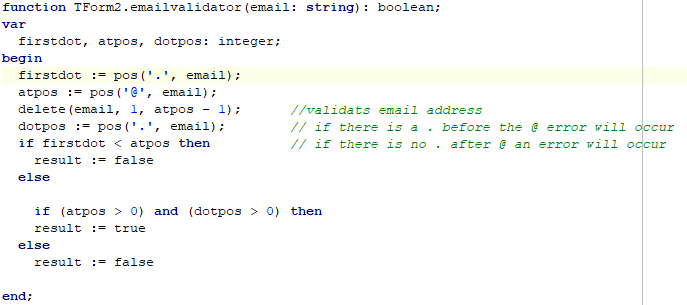 function TForm2.emailvalidator(email: string): boolean;
var
  firstdot, atpos, dotpos: integer;
begin
  firstdot := pos('.', email);
  atpos := pos('@', email);
  delete(email, 1, atpos - 1);      //validats email address
  dotpos := pos('.', email);        // if there is a . before the @ error will occur
  if firstdot < atpos then          // if there is no . after @ an error will occur
    result := false
  else

    if (atpos > 0) and (dotpos > 0) then
    result := true
  else
    result := false

end;